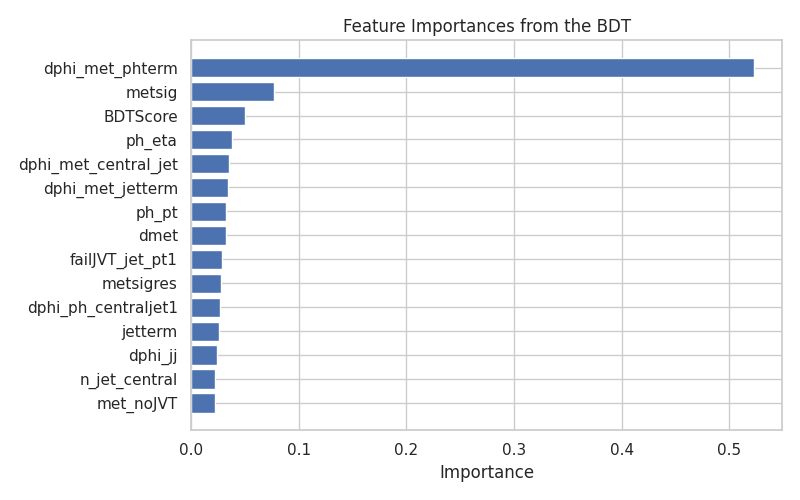 Feature Importances from the BDT
dphi_met_phterm
metsig
BDTScore
ph_eta
dphi_met_central_jet
dphi_met_jetterm
ph_pt
dmet
failJVT_jet_pt1
metsigres
dphi_ph_centraljet1
jetterm
dphi_jj
n_jet_central
met_noJVT
0.0 0.1 0.2 0.3 0.4 0.5
Importance